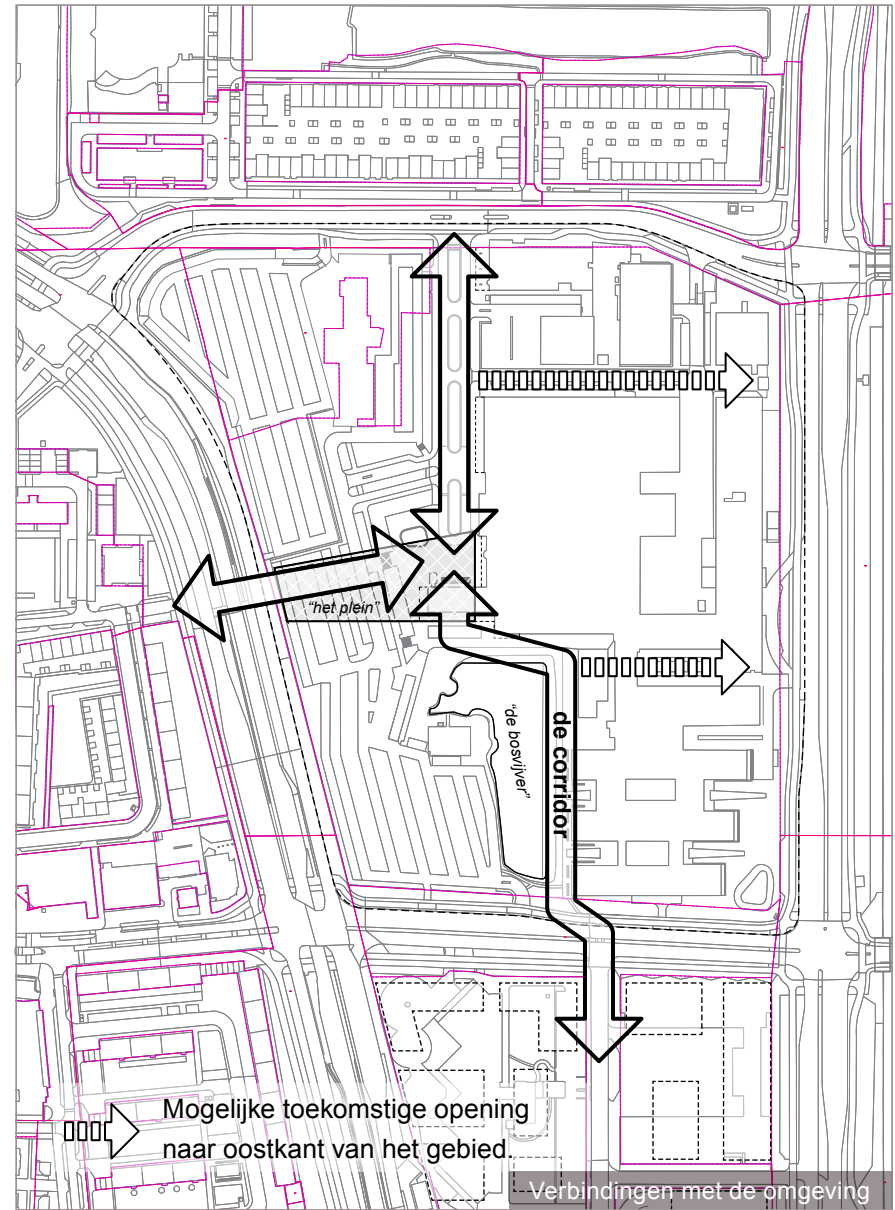 "het plein"
"de bosvijver"
de corridor
Mogelijke toekomstige opening
naar oostkant van het gebied.
Verbindingen met de omgeving